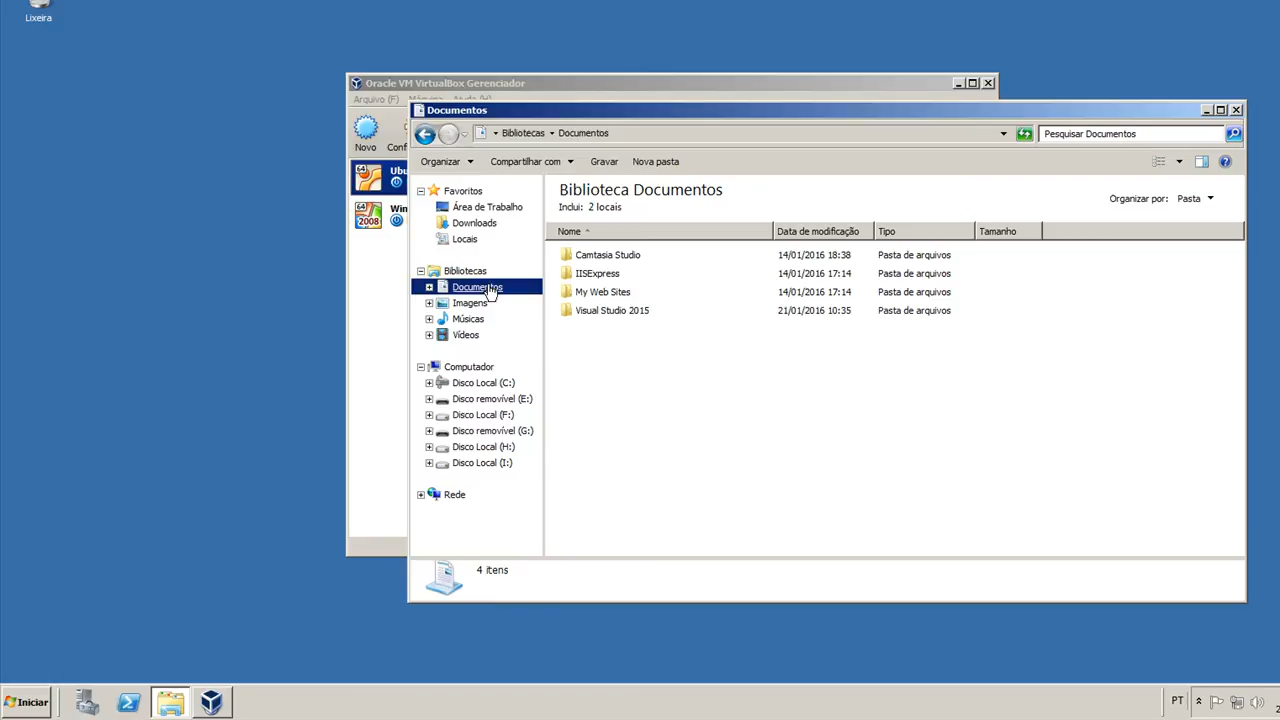 Lixeira
Oracle VM VirtualBox Gerenciador
Arquivo (F) Máquina Ajuda (H)
Novo
Conf
64 Ubu
64 2008 Win
Documentos
Bibliotecas Documentos
Pesquisar Documentos
Organizar Compartilhar com Gravar Nova pasta
Favoritos
Área de Trabalho
Downloads
Locais
Bibliotecas
Documentos
Imagens
Músicas
Vídeos
Computador
Disco Local (C:)
Disco removível (E:)
Disco Local (F:)
Disco removível (G:)
Disco Local (H:)
Disco Local (I:)
Rede
Biblioteca Documentos
Inclui: 2 locais
Organizar por: Pasta
Nome Data de modificação Tipo Tamanho
Camtasia Studio 14/01/2016 18:38 Pasta de arquivos
IISExpress 14/01/2016 17:14 Pasta de arquivos
My Web Sites 14/01/2016 17:14 Pasta de arquivos
Visual Studio 2015 21/01/2016 10:35 Pasta de arquivos
4 itens
Iniciar
PT